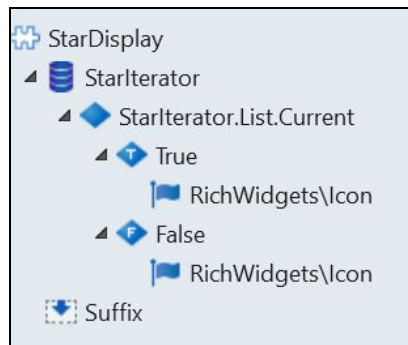 StarDisplay
StarIterator
StarIterator.List.Current
T True
RichWidgets\Icon
F False
RichWidgets\Icon
Suffix